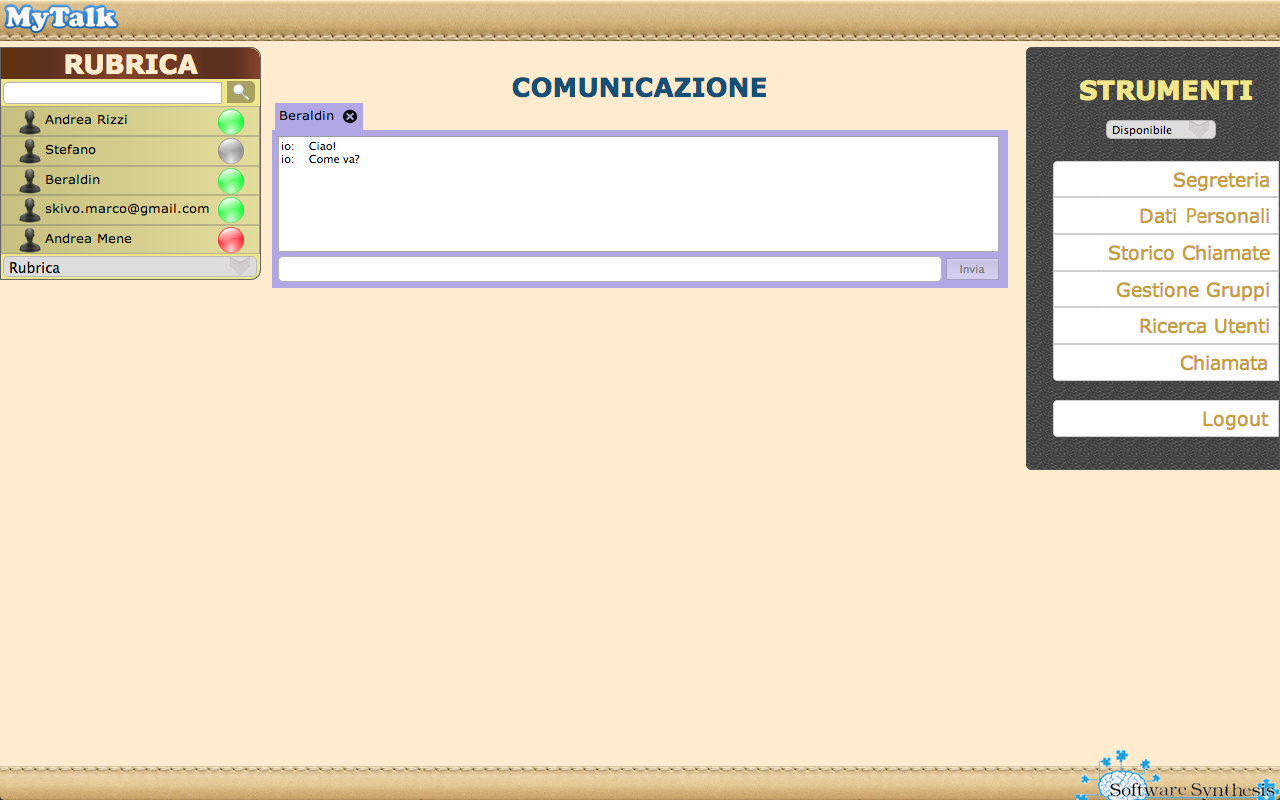 MyTalk
RUBRICA
Andrea Rizzi
Stefano
Beraldin
skivo.marco@gmail.com
Andrea Mene
Rubrica
COMUNICAZIONE
Beraldin
io: Ciao!
io: Come va?
Invia
STRUMENTI
Disponibile
Segreteria
Dati Personali
Storico Chiamate
Gestione Gruppi
Ricerca Utenti
Chiamata
Logout
Software Synthesis